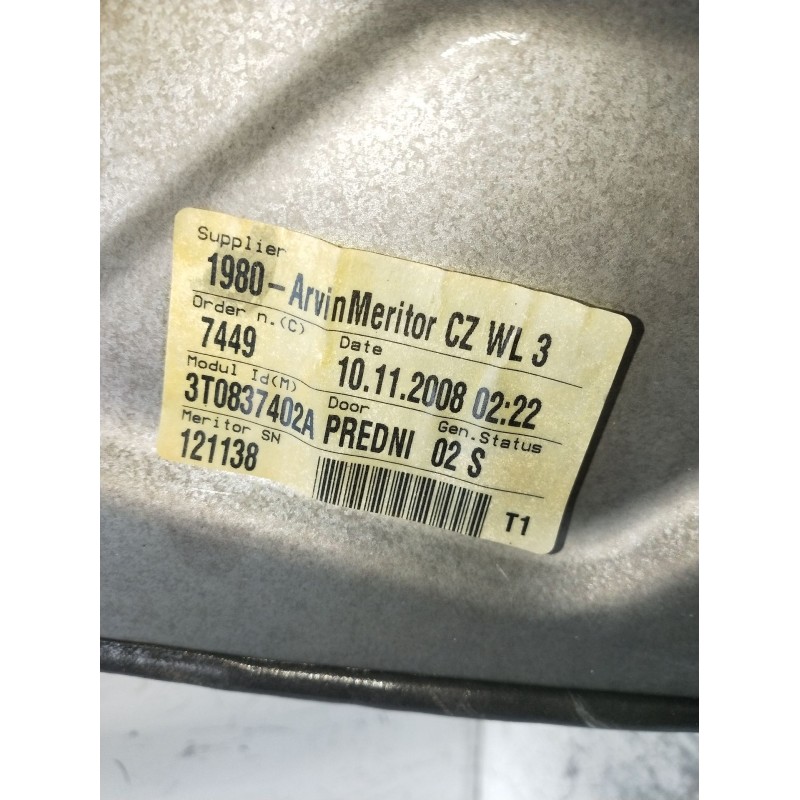 Supplier
1980-ArvinMeritor CZ WL 3
Order n.(C) Date
7449 10.11.2008 02:22
Modul Id(M) Door Gen.Status
3T0837402A PREDNI 02 S
Meritor SN
121138
T1